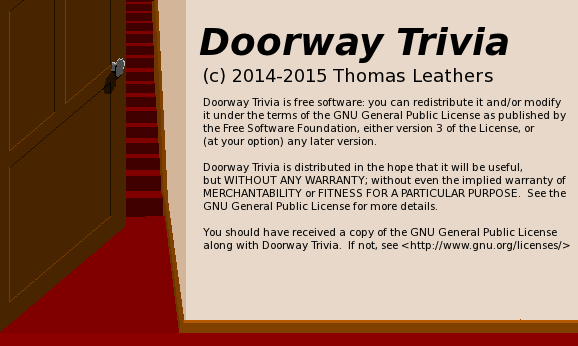 Doorway Trivia
(c) 2014-2015 Thomas Leathers
Doorway Trivia is free software: you can redistribute it and/or modify
it under the terms of the GNU General Public License as published by
the Free Software Foundation, either version 3 of the License, or
(at your option) any later version.
Doorway Trivia is distributed in the hope that it will be useful,
but WITHOUT ANY WARRANTY; without even the implied warranty of
MERCHANTABILITY or FITNESS FOR A PARTICULAR PURPOSE.  See the
GNU General Public License for more details.
You should have received a copy of the GNU General Public License
along with Doorway Trivia.  If not, see <http://www.gnu.org/licenses/>